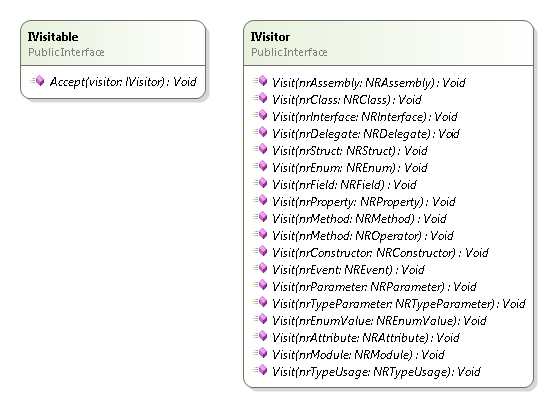 IVisitable
PublicInterface
Accept(visitor: IVisitor) : Void
IVisitor
PublicInterface
Visit(nrAssembly: NRAssembly) : Void
Visit(nrClass: NRClass) : Void
Visit(nrInterface: NRInterface) : Void
Visit(nrDelegate: NRDelegate) : Void
Visit(nrStruct: NRStruct) : Void
Visit(nrEnum: NREnum) : Void
Visit(nrField: NRField) : Void
Visit(nrProperty: NRProperty) : Void
Visit(nrMethod: NRMethod) : Void
Visit(nrMethod: NROperator) : Void
Visit(nrConstructor: NRConstructor) : Void
Visit(nrEvent: NREvent) : Void
Visit(nrParameter: NRParameter) : Void
Visit(nrTypeParameter: NRTypeParameter) : Void
Visit(nrEnumValue: NREnumValue) : Void
Visit(nrAttribute: NRAttribute) : Void
Visit(nrModule: NRModule) : Void
Visit(nrTypeUsage: NRTypeUsage) : Void